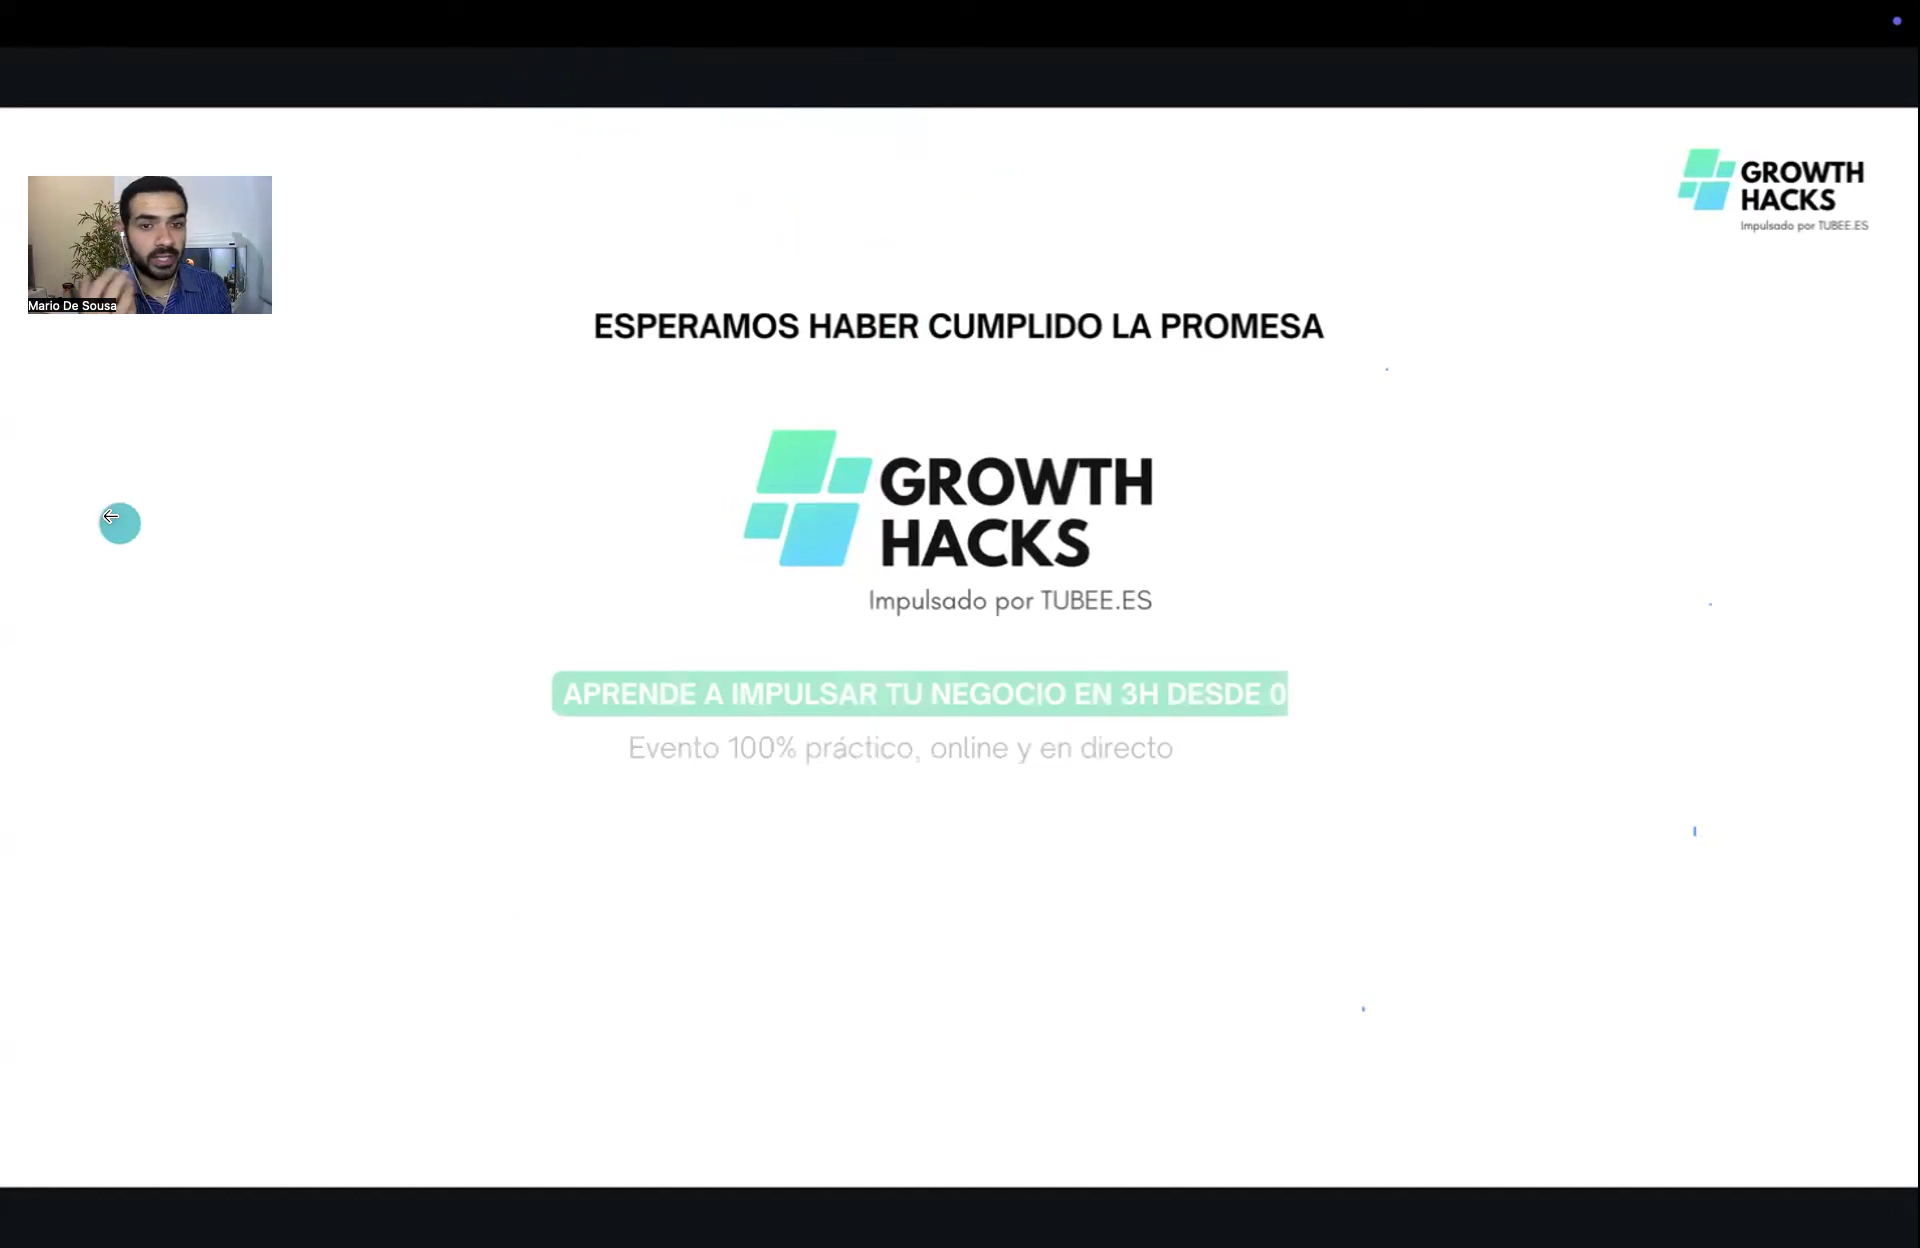 GROWTH
HACKS
Impulsado por TUBEE.ES
Mario De Sousa
ESPERAMOS HABER CUMPLIDO LA PROMESA
GROWTH
HACKS
Impulsado por TUBEE.ES
APRENDE A IMPULSAR TU NEGOCIO EN 3H DESDE 0
Evento 100% práctico, online y en directo